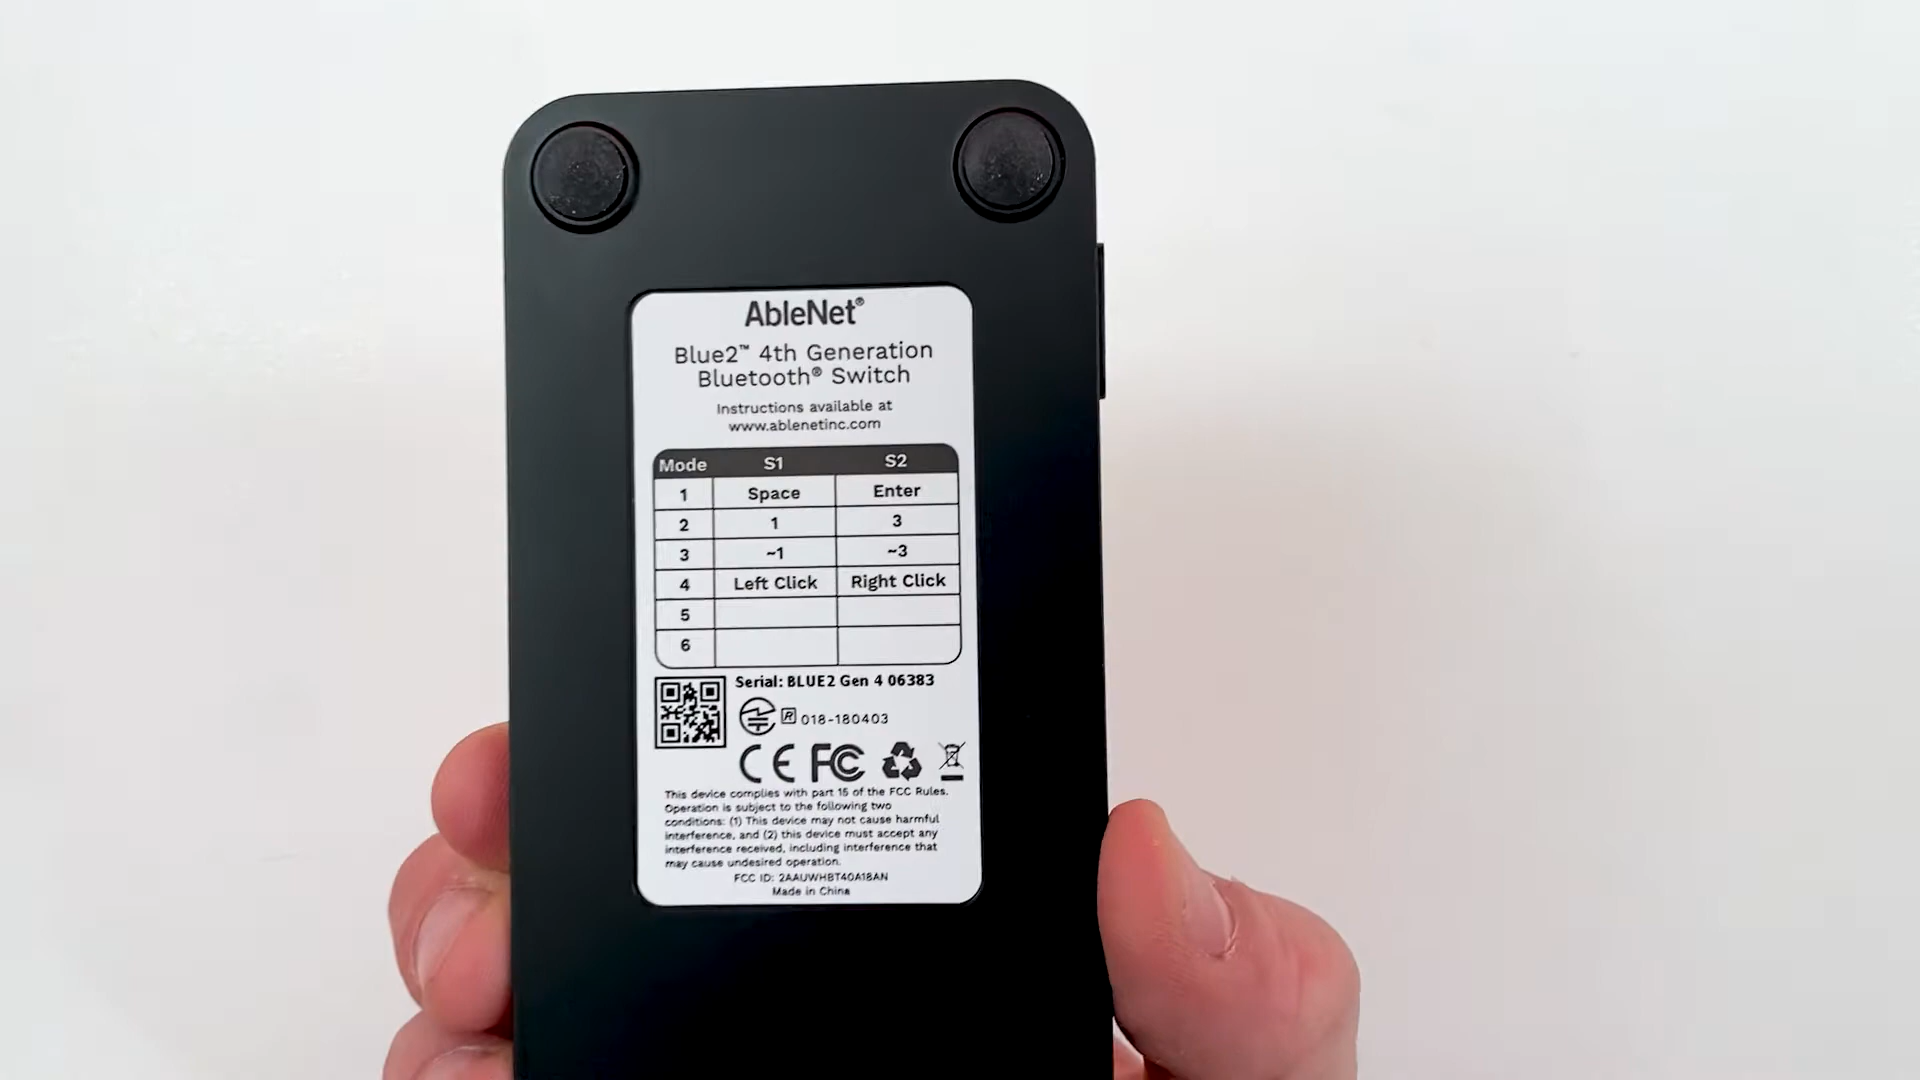 AbleNet®
Blue2™ 4th Generation
Bluetooth® Switch
Instructions available at
www.ablenetinc.com
Mode S1 S2
1 Space Enter
2 1 3
3 ~1 ~3
4 Left Click Right Click
5
6
Serial: BLUE2 Gen 4 06383
R 018-180403
CE FC
This device complies with part 15 of the FCC Rules.
Operation is subject to the following two
conditions: (1) This device may not cause harmful
interference, and (2) this device must accept any
interference received, including interference that
may cause undesired operation.
FCC ID: 2AAUWHBT40A18AN
Made in China